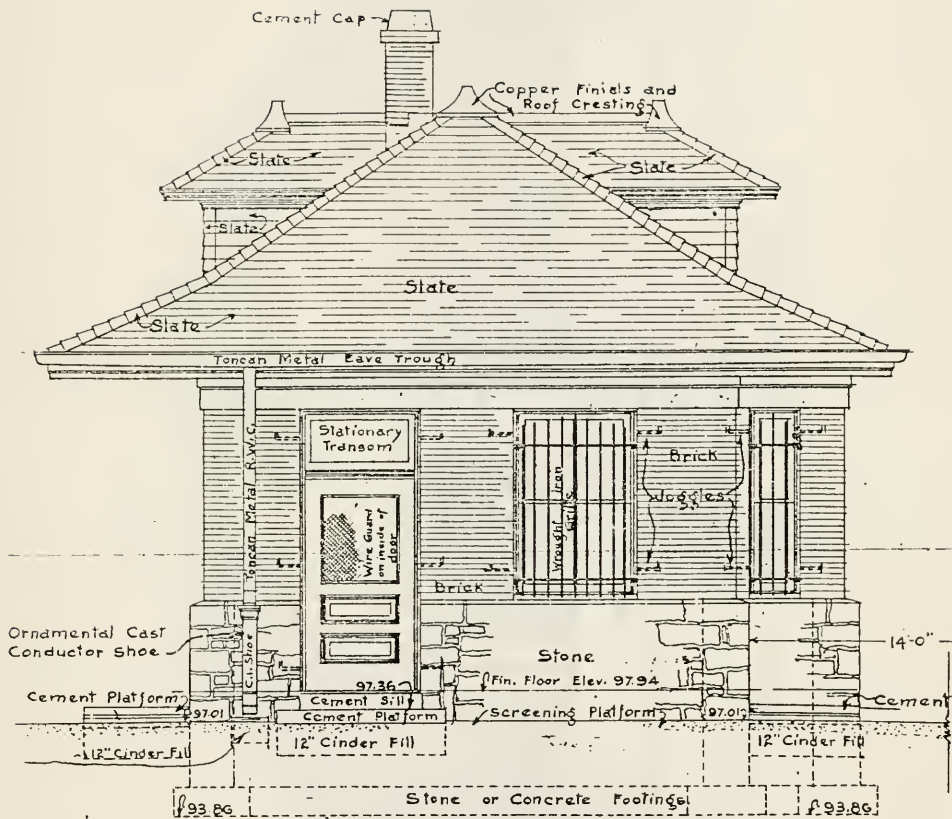 Cement Cap
Copper Finials and
Roof Cresting
Slate
Slate
Slate
Slate
Slate
Toncan Metal Eave Trough
Stationary
Transom
Toncan Metal R.W.C.
Wire Guard
on inside of
door
Wrought Iron
Grille
Brick
Joggles
Brick
Ornamental Cast
Conductor Shoe
C.I. Shoe
Stone
14'-0"
97.36
Fin. Floor Elev. 97.94
Cement Platform
Cement Sill
Cement
97.01
Cement Platform
Screening Platform
97.01
12" Cinder Fill
12" Cinder Fill
12" Cinder Fill
93.86
Stone or Concrete Footings
93.86